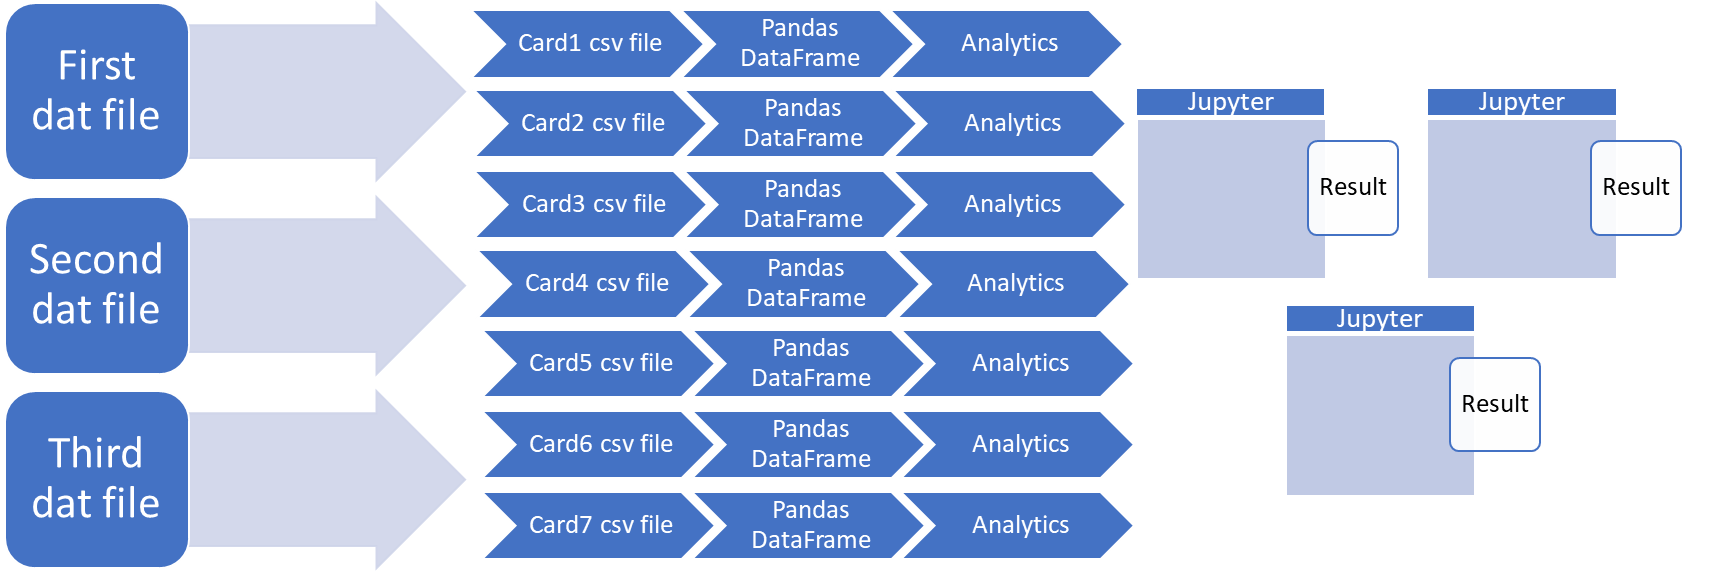 First
dat file
Second
dat file
Third
dat file
Card1 csv file
Pandas
DataFrame
Analytics
Card2 csv file
Pandas
DataFrame
Analytics
Card3 csv file
Pandas
DataFrame
Analytics
Card4 csv file
Pandas
DataFrame
Analytics
Card5 csv file
Pandas
DataFrame
Analytics
Card6 csv file
Pandas
DataFrame
Analytics
Card7 csv file
Pandas
DataFrame
Analytics
Jupyter
Result
Jupyter
Result
Jupyter
Result